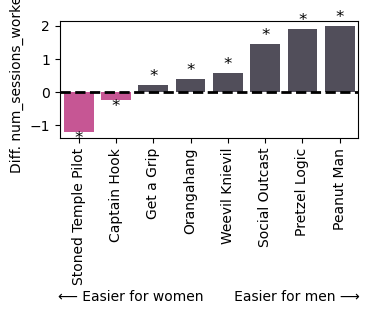 Diff. num_sessions_worke
2
1
0
−1
* * * * * * * *
Stoned Temple Pilot
Captain Hook
Get a Grip
Orangahang
Weevil Knievil
Social Outcast
Pretzel Logic
Peanut Man
⟵ Easier for women Easier for men ⟶